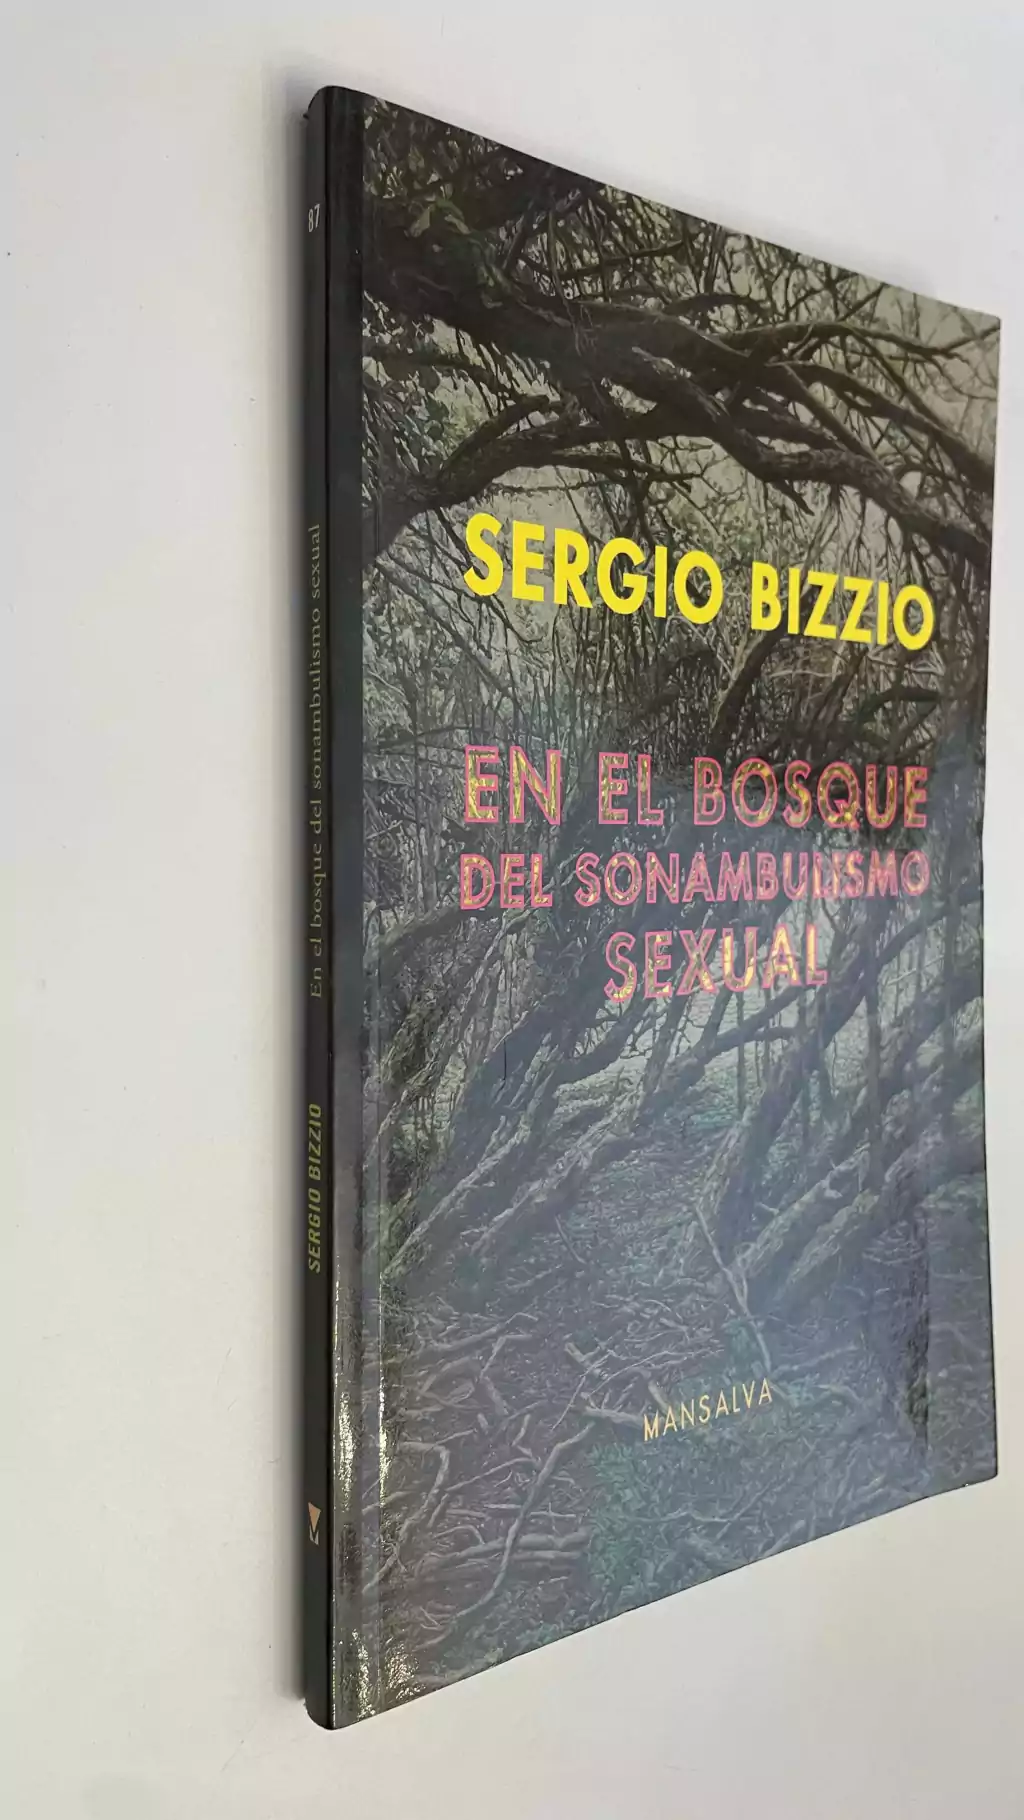 87
En el bosque del sonambulismo sexual
SERGIO BIZZIO
SERGIO BIZZIO
EN EL BOSQUE
DEL SONAMBULISMO
SEXUAL
MANSALVA